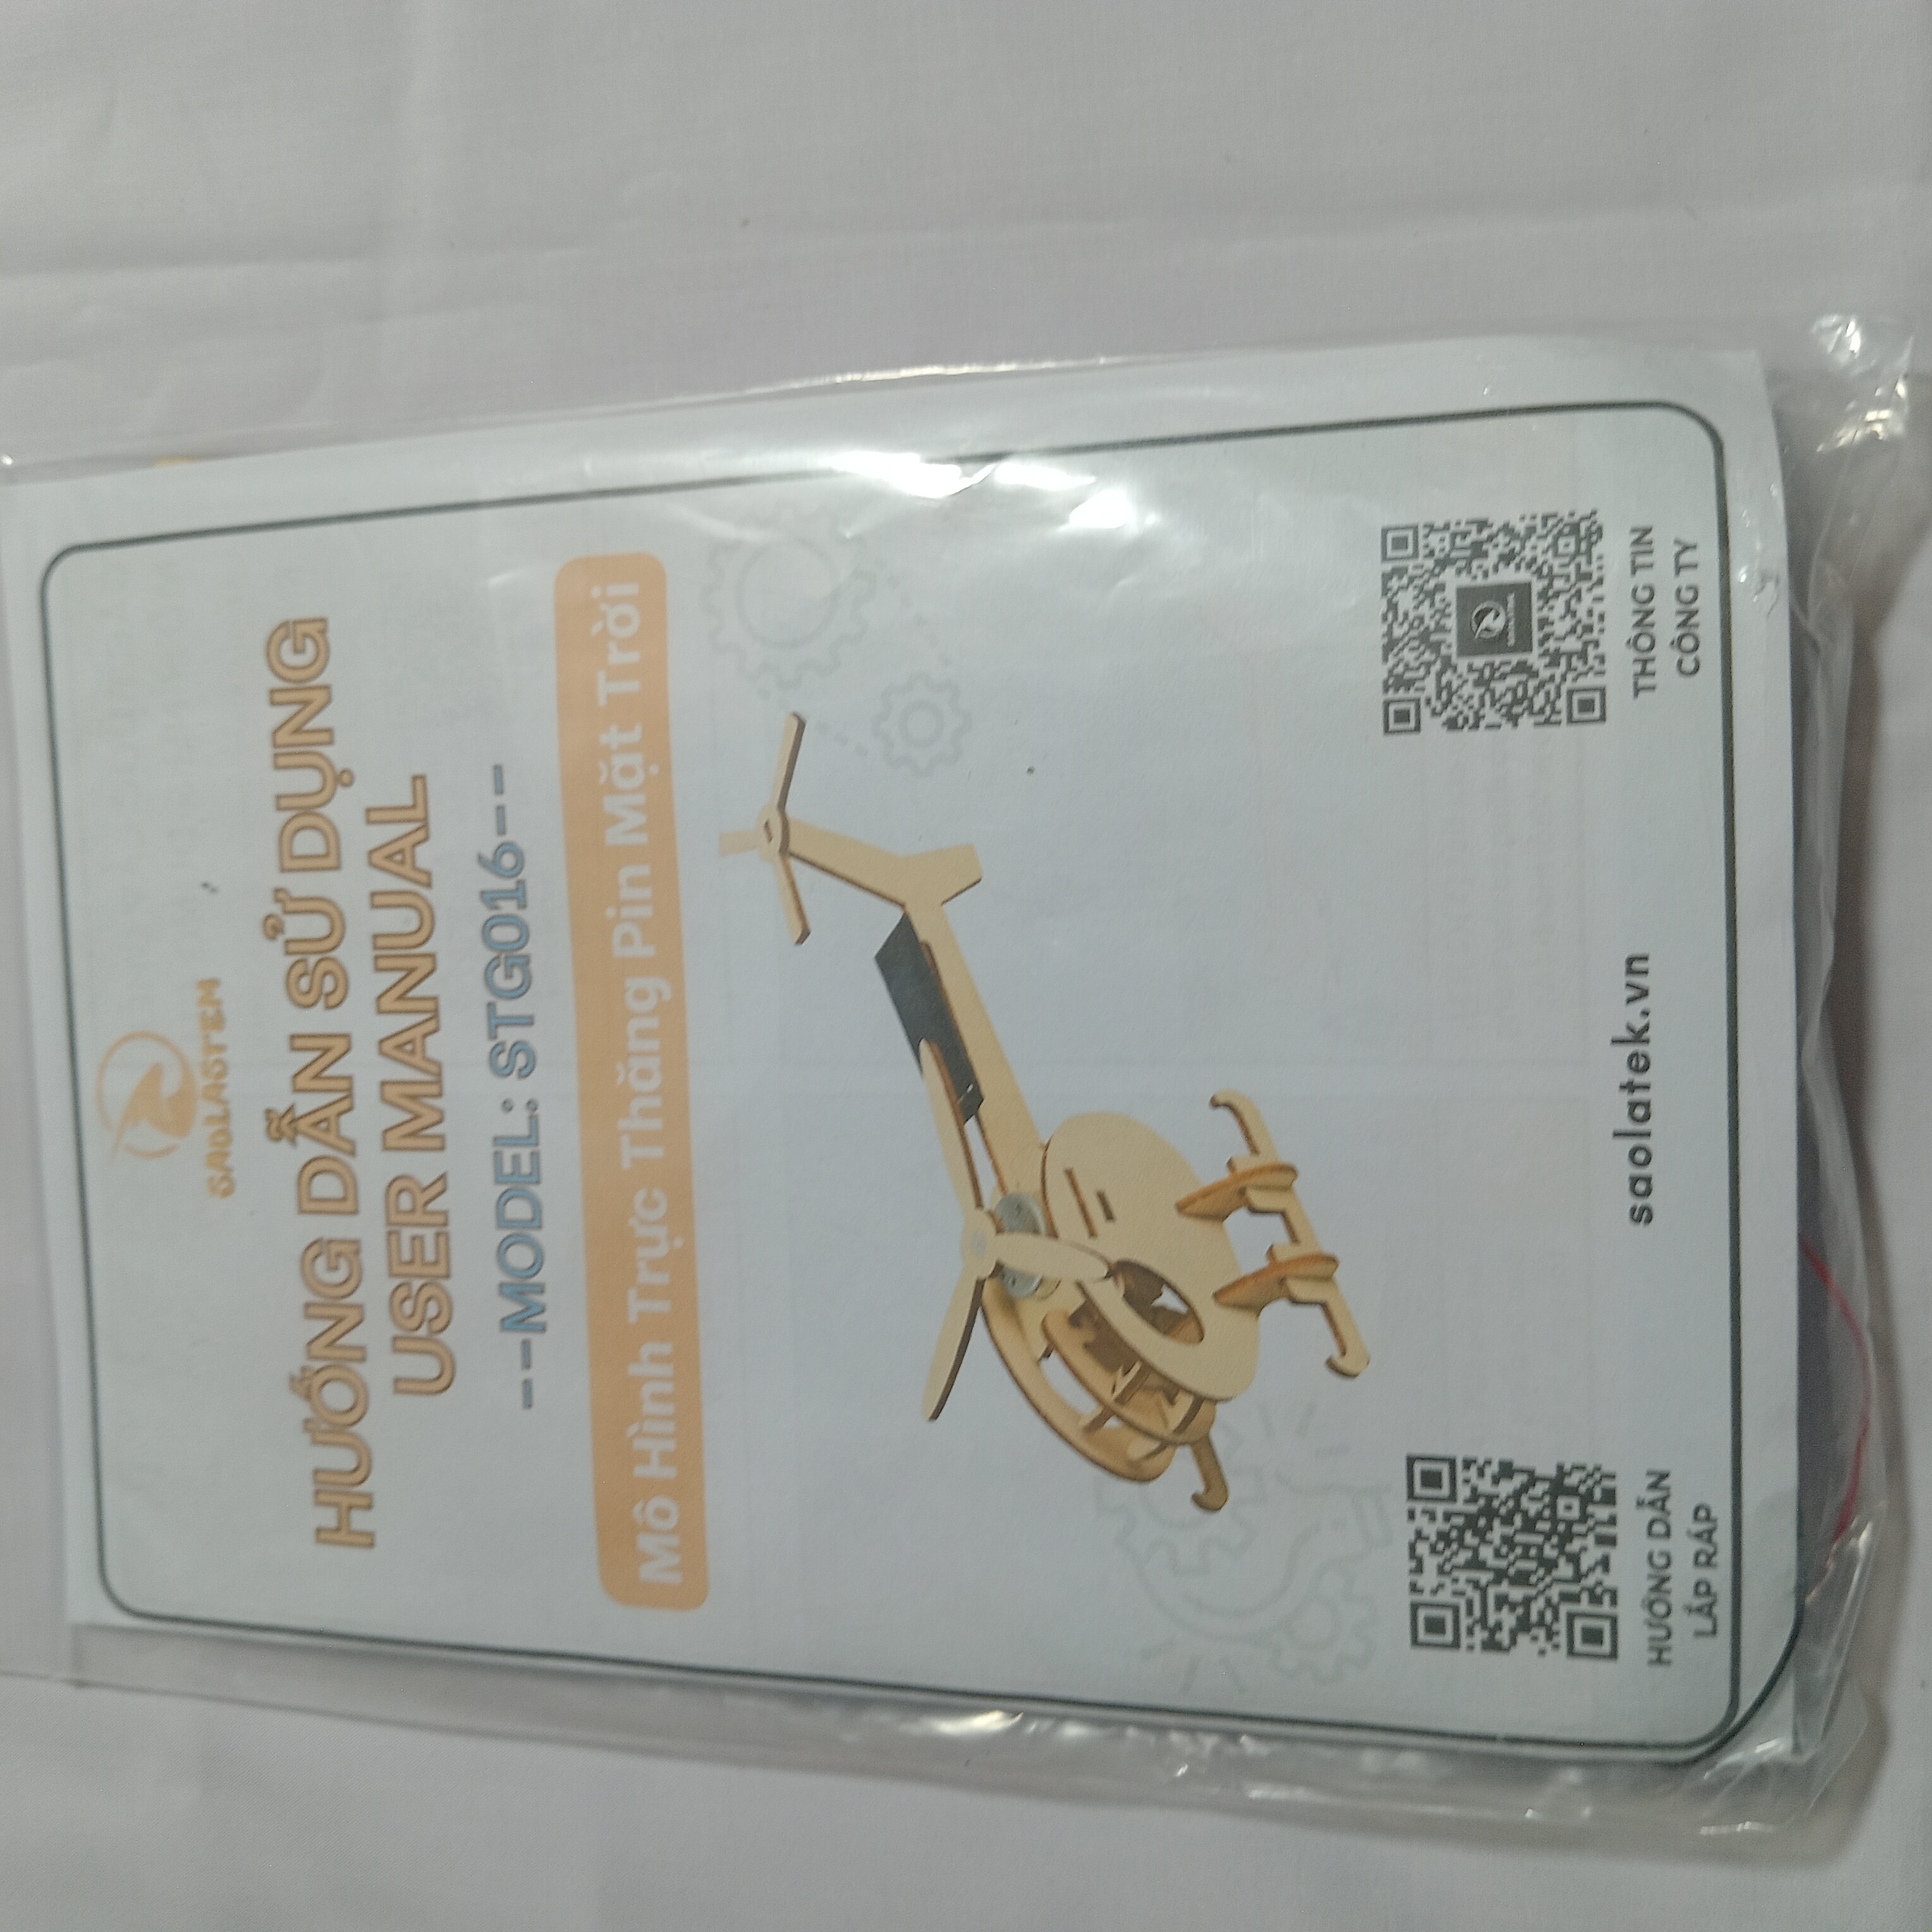 SAOLASTEM
HƯỚNG DẪN SỬ DỤNG
USER MANUAL
--MODEL: STG016---
Mô Hình Trực Thăng Pin Mặt Trời
HƯỚNG DẪN
LẮP RÁP
saolatek.vn
THÔNG TIN
CÔNG TY